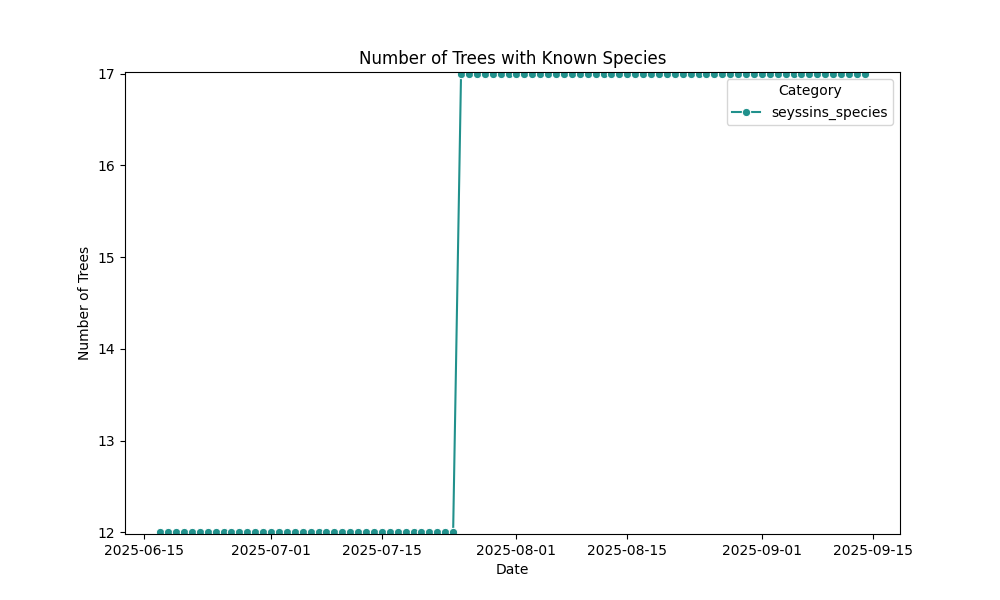 Number of Trees with Known Species
Number of Trees
17
16
15
14
13
12
Category
seyssins_species
2025-06-15
2025-07-01
2025-07-15
2025-08-01
2025-08-15
2025-09-01
2025-09-15
Date